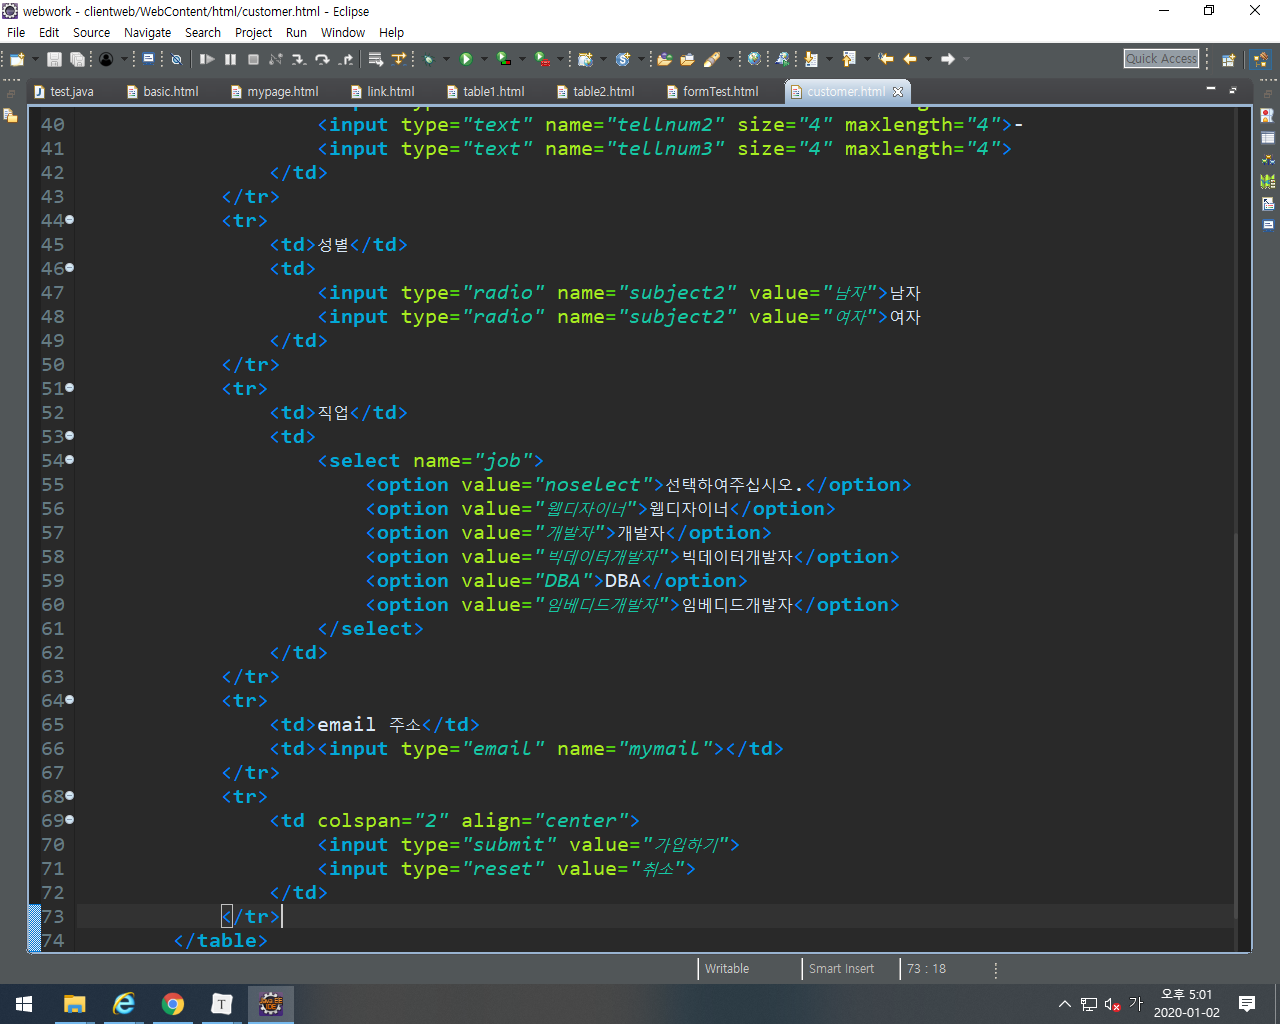 webwork - clientweb/WebContent/html/customer.html - Eclipse
File Edit Source Navigate Search Project Run Window Help
Quick Access
test.java basic.html mypage.html link.html table1.html table2.html formTest.html customer.html
40 <input type="text" name="tellnum2" size="4" maxlength="4">-
41 <input type="text" name="tellnum3" size="4" maxlength="4">
42 </td>
43 </tr>
44 <tr>
45 <td>성별</td>
46 <td>
47 <input type="radio" name="subject2" value="남자">남자
48 <input type="radio" name="subject2" value="여자">여자
49 </td>
50 </tr>
51 <tr>
52 <td>직업</td>
53 <td>
54 <select name="job">
55 <option value="noselect">선택하여주십시오.</option>
56 <option value="웹디자이너">웹디자이너</option>
57 <option value="개발자">개발자</option>
58 <option value="빅데이터개발자">빅데이터개발자</option>
59 <option value="DBA">DBA</option>
60 <option value="임베디드개발자">임베디드개발자</option>
61 </select>
62 </td>
63 </tr>
64 <tr>
65 <td>email 주소</td>
66 <td><input type="email" name="mymail"></td>
67 </tr>
68 <tr>
69 <td colspan="2" align="center">
70 <input type="submit" value="가입하기">
71 <input type="reset" value="취소">
72 </td>
73 </tr>
74 </table>
Writable Smart Insert 73 : 18
가 오후 5:01
2020-01-02